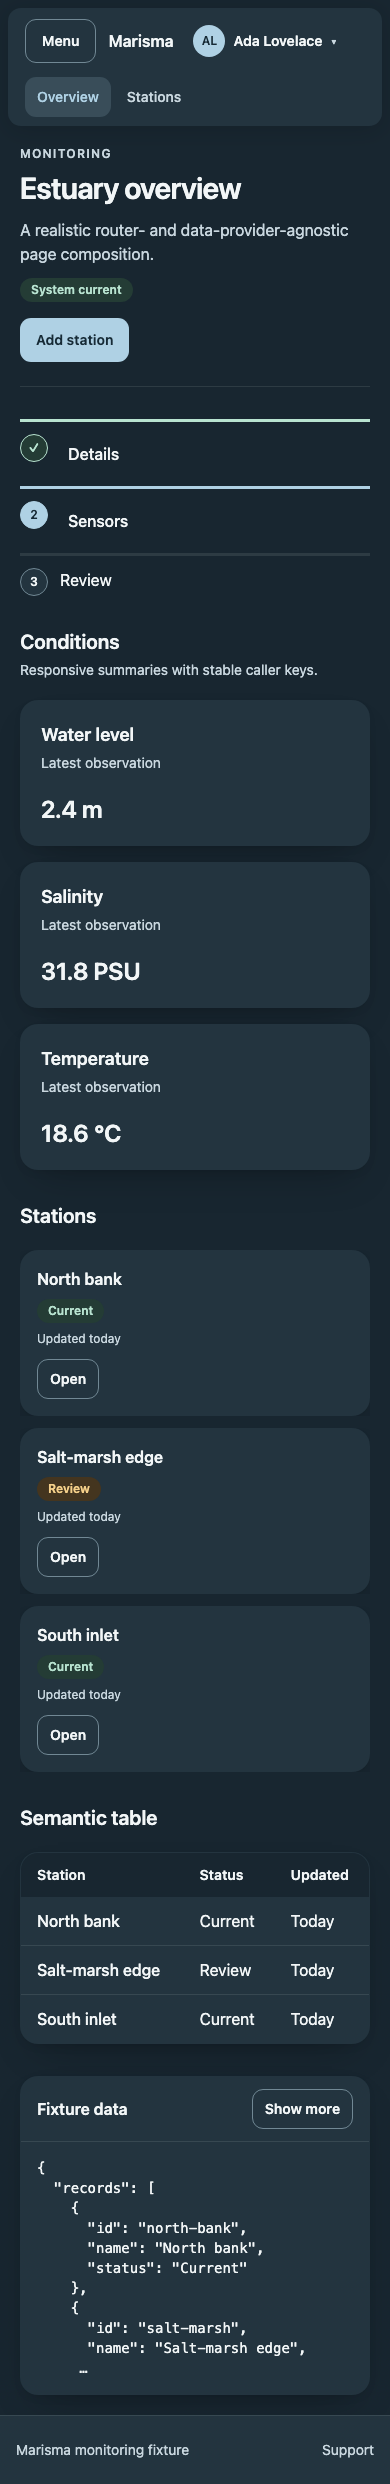 Menu Marisma AL Ada Lovelace ▾
Overview Stations
MONITORING
Estuary overview
A realistic router- and data-provider-agnostic
page composition.
System current
Add station
✓ Details
2 Sensors
3 Review
Conditions
Responsive summaries with stable caller keys.
Water level
Latest observation
2.4 m
Salinity
Latest observation
31.8 PSU
Temperature
Latest observation
18.6 °C
Stations
North bank
Current
Updated today
Open
Salt-marsh edge
Review
Updated today
Open
South inlet
Current
Updated today
Open
Semantic table
Station Status Updated
North bank Current Today
Salt-marsh edge Review Today
South inlet Current Today
Fixture data Show more
{
  "records": [
    {
      "id": "north-bank",
      "name": "North bank",
      "status": "Current"
    },
    {
      "id": "salt-marsh",
      "name": "Salt-marsh edge",
     …
Marisma monitoring fixture Support